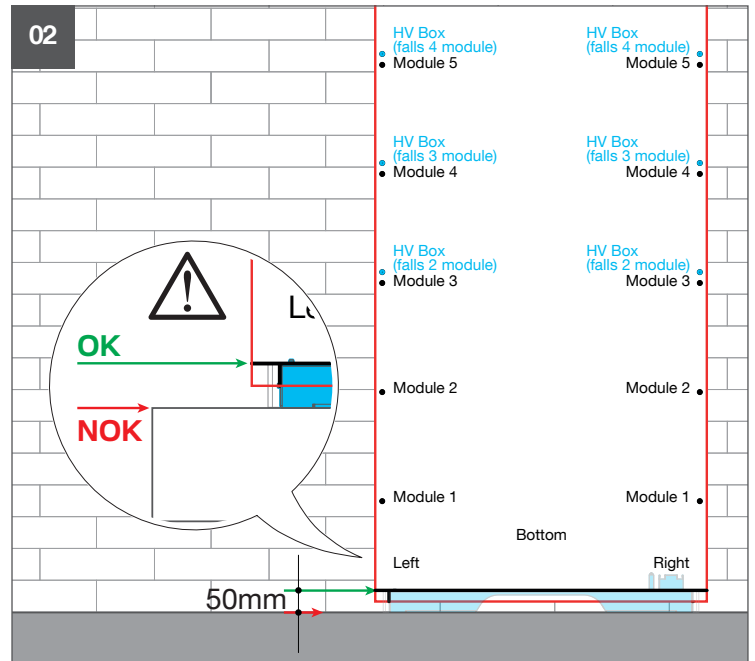 02
HV Box
(falls 4 module)
Module 5
HV Box
(falls 4 module)
Module 5
HV Box
(falls 3 module)
Module 4
HV Box
(falls 3 module)
Module 4
HV Box
(falls 2 module)
Module 3
HV Box
(falls 2 module)
Module 3
OK
NOK
Module 2
Module 2
Module 1
Module 1
Bottom
Left
Right
50mm